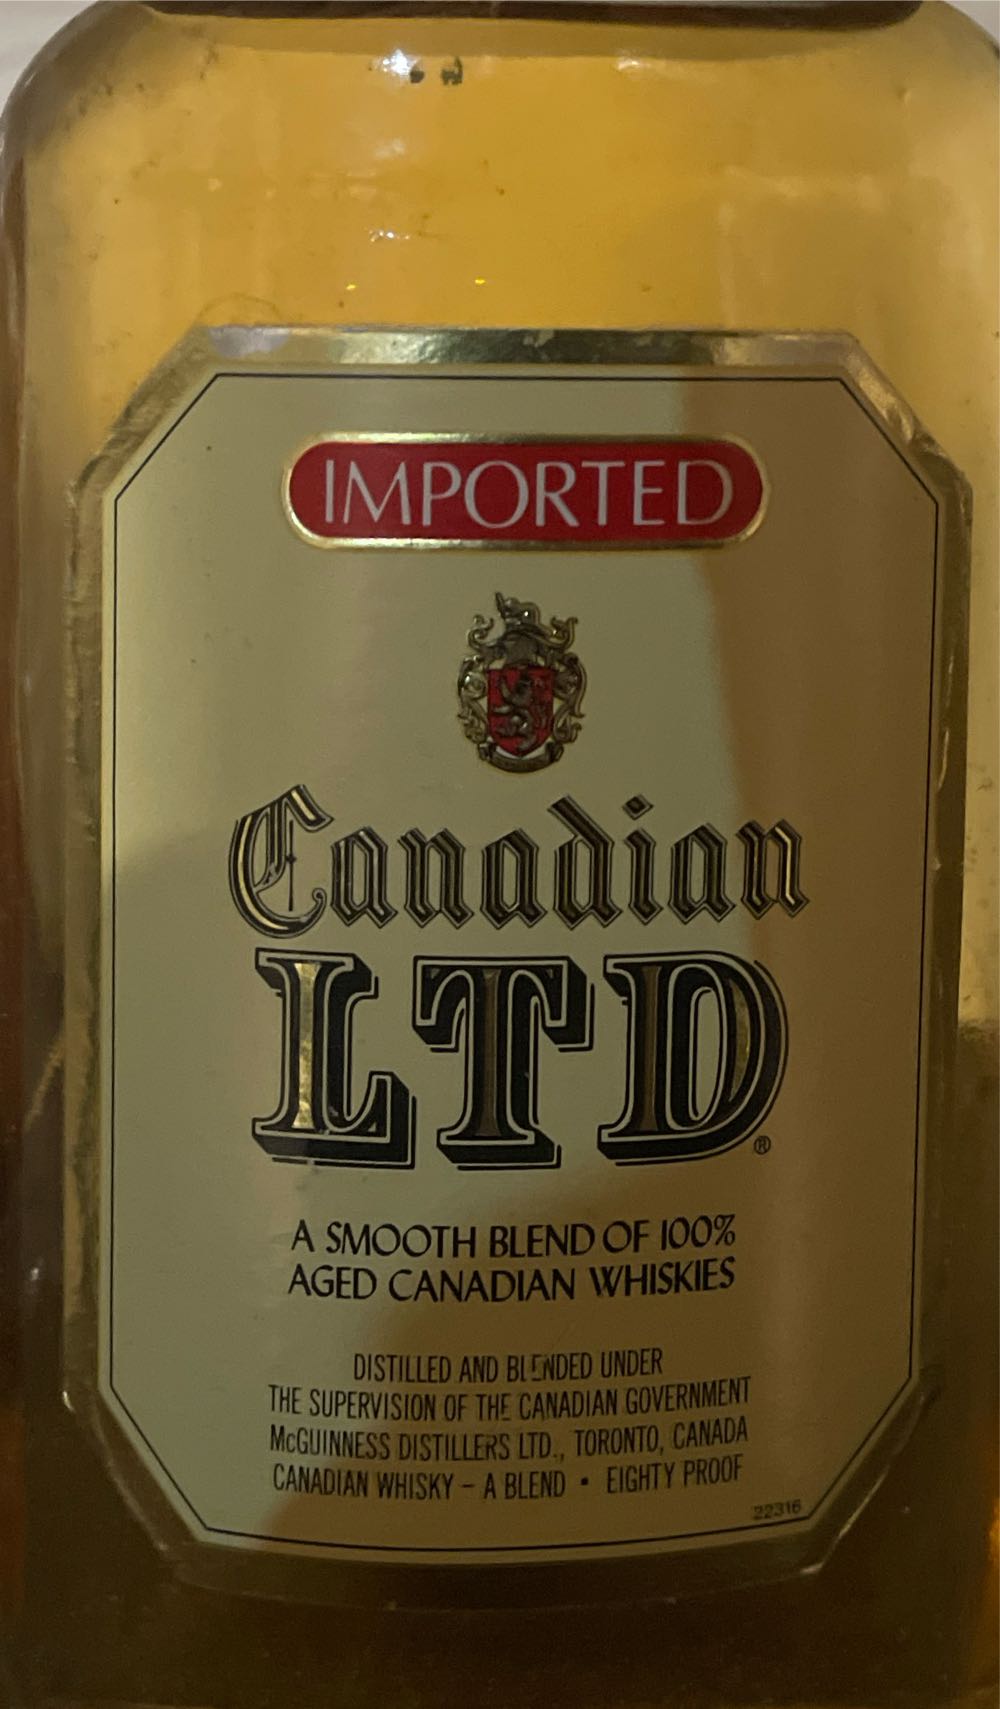 IMPORTED
Canadian
LTD®
A SMOOTH BLEND OF 100%
AGED CANADIAN WHISKIES
DISTILLED AND BLENDED UNDER
THE SUPERVISION OF THE CANADIAN GOVERNMENT
McGUINNESS DISTILLERS LTD., TORONTO, CANADA
CANADIAN WHISKY – A BLEND • EIGHTY PROOF
22316